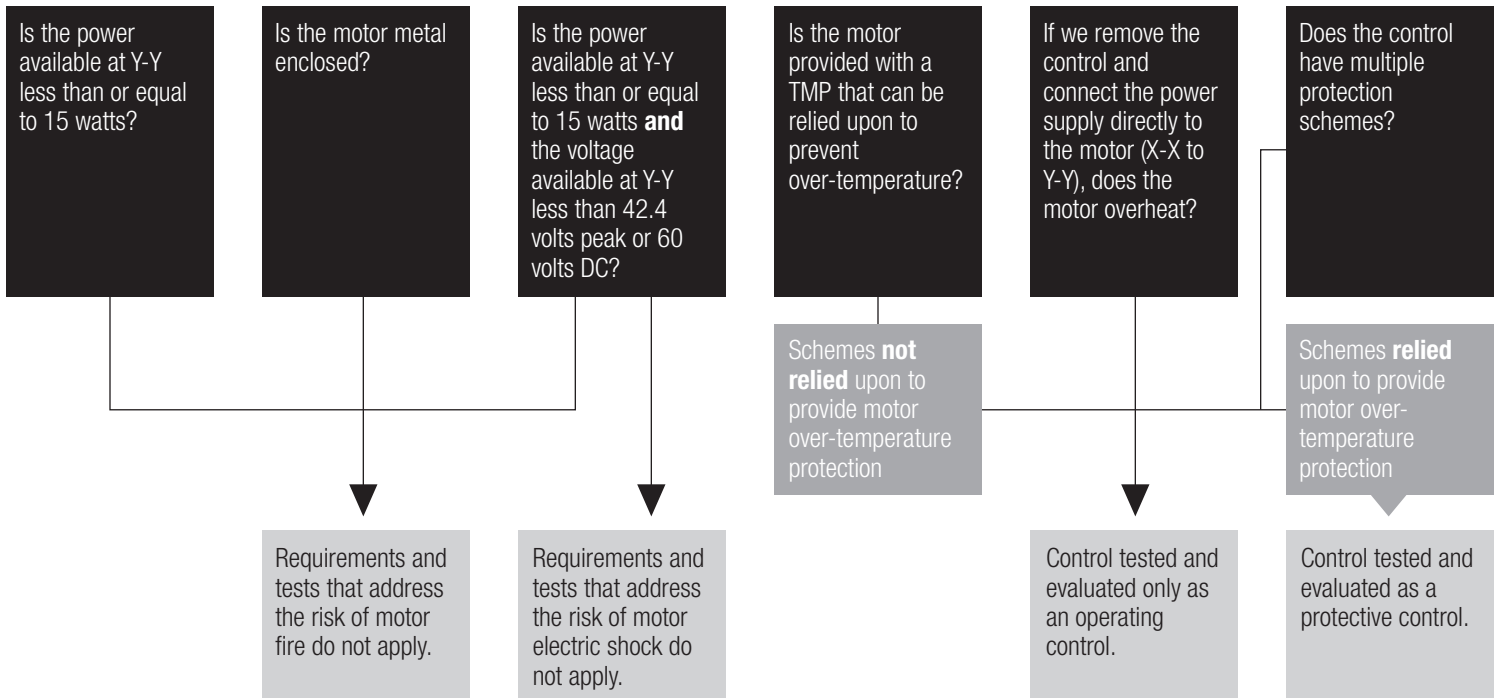 Is the power
available at Y-Y
less than or equal
to 15 watts?
Is the motor metal
enclosed?
Is the power
available at Y-Y
less than or equal
to 15 watts and
the voltage
available at Y-Y
less than 42.4
volts peak or 60
volts DC?
Is the motor
provided with a
TMP that can be
relied upon to
prevent
over-temperature?
If we remove the
control and
connect the power
supply directly to
the motor (X-X to
Y-Y), does the
motor overheat?
Does the control
have multiple
protection
schemes?
Schemes not
relied upon to
provide motor
over-temperature
protection
Schemes relied
upon to provide
motor over-
temperature
protection
Requirements and
tests that address
the risk of motor
fire do not apply.
Requirements and
tests that address
the risk of motor
electric shock do
not apply.
Control tested and
evaluated only as
an operating
control.
Control tested and
evaluated as a
protective control.